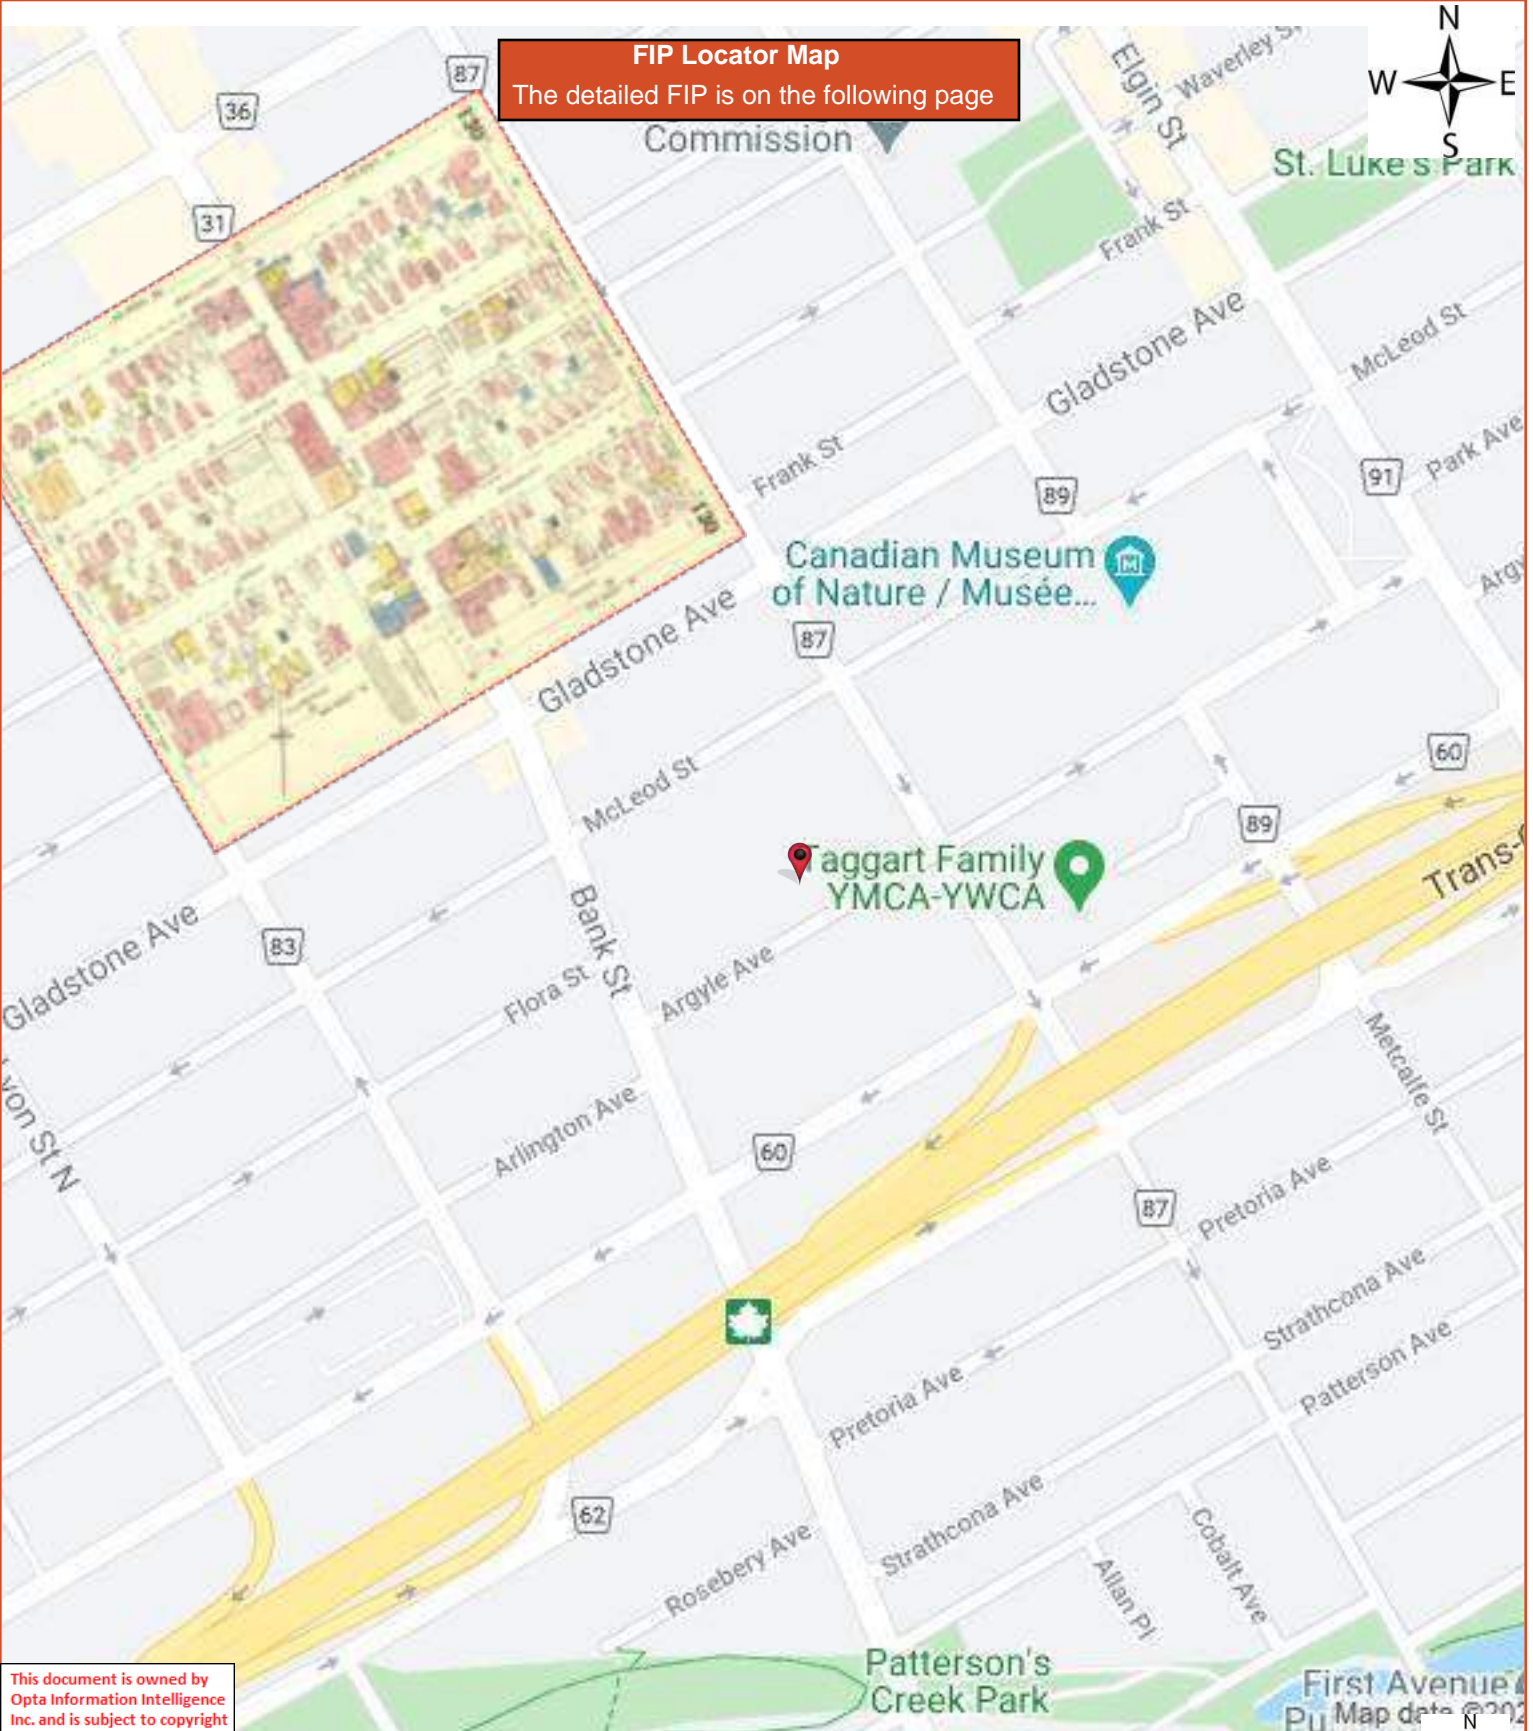 N
W E
S
FIP Locator Map
The detailed FIP is on the following page
87
36
31
130
Commission
Elgin St
Waverley St
St. Luke's Park
Frank St
Gladstone Ave
McLeod St
Park Ave
91
89
Frank St
130
Canadian Museum
of Nature / Musée...
87
Gladstone Ave
60
McLeod St
89
Taggart Family
YMCA-YWCA
Trans-
Bank St
83
Gladstone Ave
Flora St
Argyle Ave
Metcalfe St
Arlington Ave
60
St N
87
Pretoria Ave
Strathcona Ave
Patterson Ave
Pretoria Ave
62
Strathcona Ave
Cobalt Ave
Rosebery Ave
Allan Pl
Patterson's
Creek Park
First Avenue
Map data
N
This document is owned by
Opta Information Intelligence
Inc. and is subject to copyright